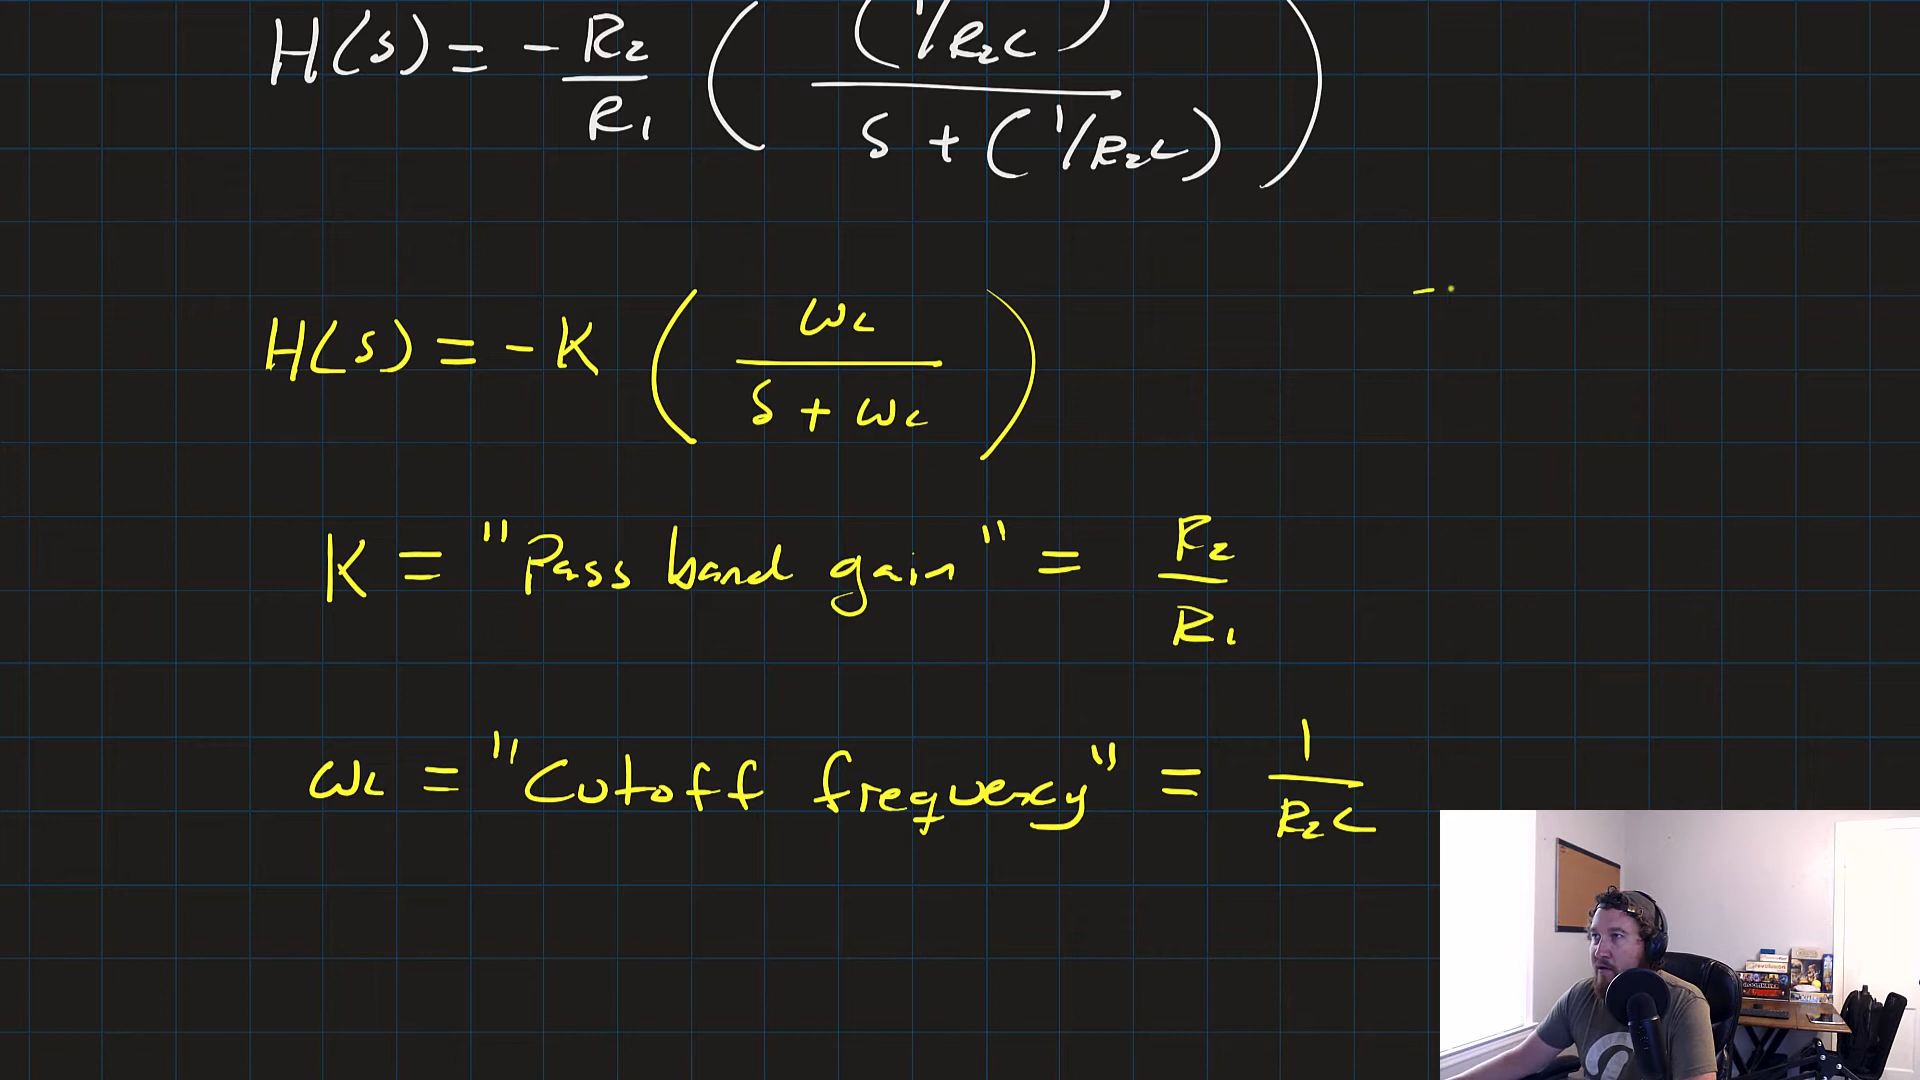 H(s) = - R2/R1 ( (1/R2C) / s + (1/R2C) )
H(s) = - K ( ωc / s + ωc )
K = "Pass band gain" = R2/R1
ωc = "Cutoff frequency" = 1/R2C